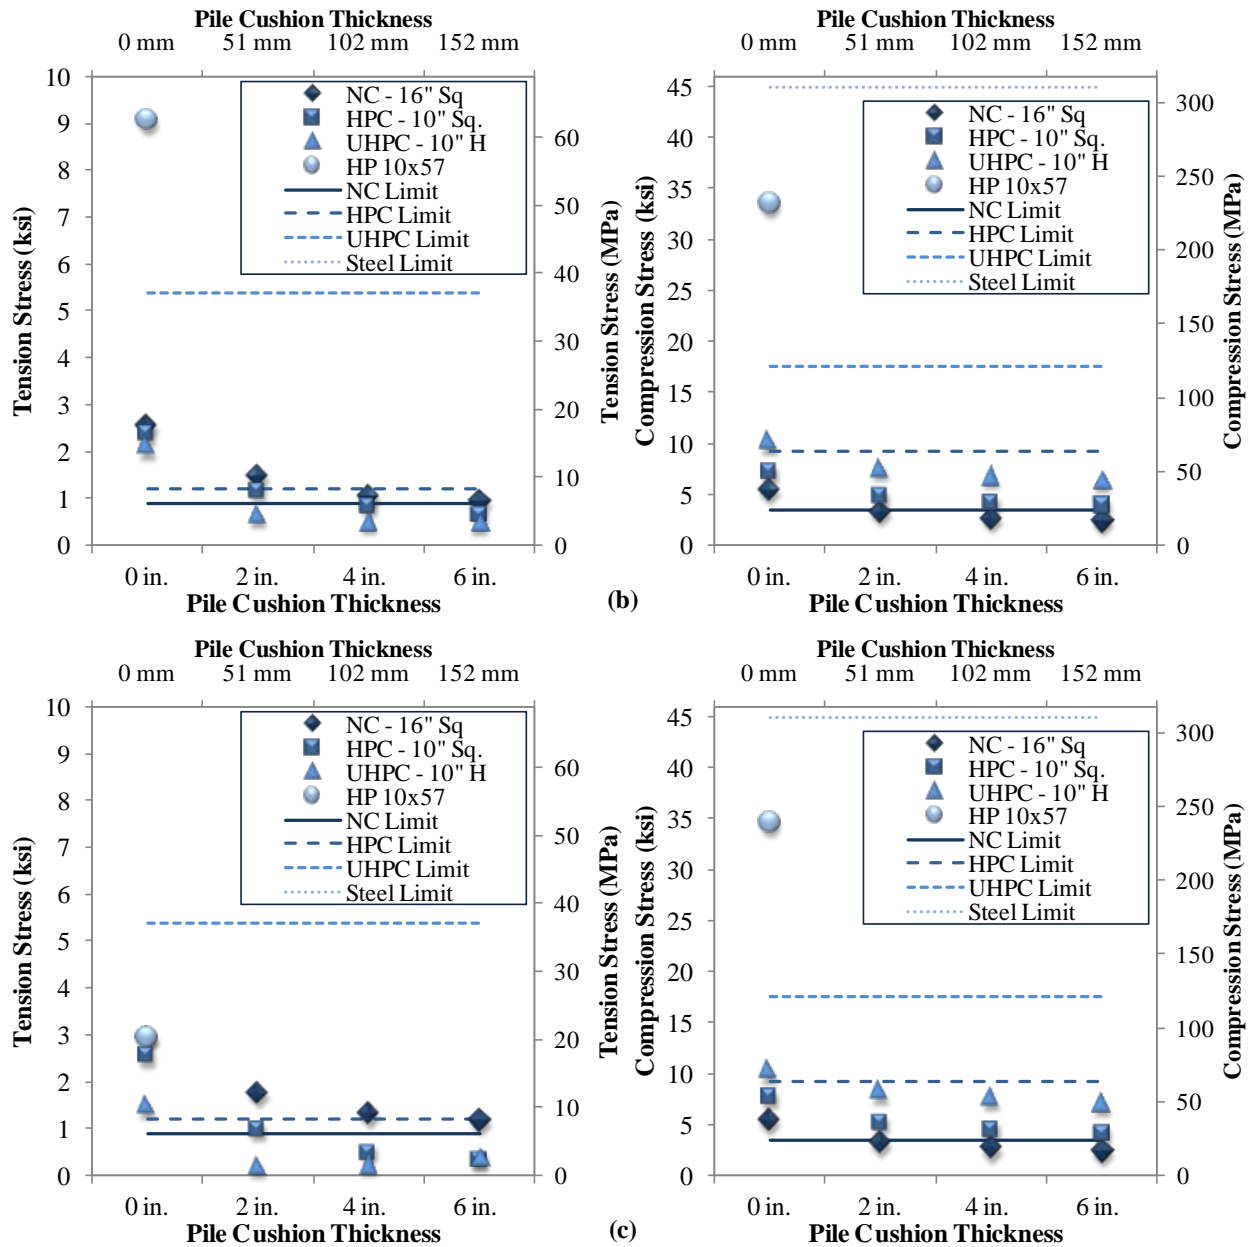 Pile Cushion Thickness
0 mm 51 mm 102 mm 152 mm
10
9
8
7
6
5
4
3
2
1
0
Tension Stress (ksi)
NC - 16" Sq
HPC - 10" Sq.
UHPC - 10" H
HP 10x57
NC Limit
HPC Limit
UHPC Limit
Steel Limit
60
50
40
30
20
10
0
Tension Stress (MPa)
0 in. 2 in. 4 in. 6 in.
Pile Cushion Thickness
Pile Cushion Thickness
0 mm 51 mm 102 mm 152 mm
45
40
35
30
25
20
15
10
5
0
Compression Stress (ksi)
NC - 16" Sq
HPC - 10" Sq.
UHPC - 10" H
HP 10x57
NC Limit
HPC Limit
UHPC Limit
Steel Limit
300
250
200
150
100
50
0
Compression Stress (MPa)
0 in. 2 in. 4 in. 6 in.
Pile Cushion Thickness
(b)
Pile Cushion Thickness
0 mm 51 mm 102 mm 152 mm
10
9
8
7
6
5
4
3
2
1
0
Tension Stress (ksi)
NC - 16" Sq
HPC - 10" Sq.
UHPC - 10" H
HP 10x57
NC Limit
HPC Limit
UHPC Limit
Steel Limit
60
50
40
30
20
10
0
Tension Stress (MPa)
0 in. 2 in. 4 in. 6 in.
Pile Cushion Thickness
Pile Cushion Thickness
0 mm 51 mm 102 mm 152 mm
45
40
35
30
25
20
15
10
5
0
Compression Stress (ksi)
NC - 16" Sq
HPC - 10" Sq.
UHPC - 10" H
HP 10x57
NC Limit
HPC Limit
UHPC Limit
Steel Limit
300
250
200
150
100
50
0
Compression Stress (MPa)
0 in. 2 in. 4 in. 6 in.
Pile Cushion Thickness
(c)